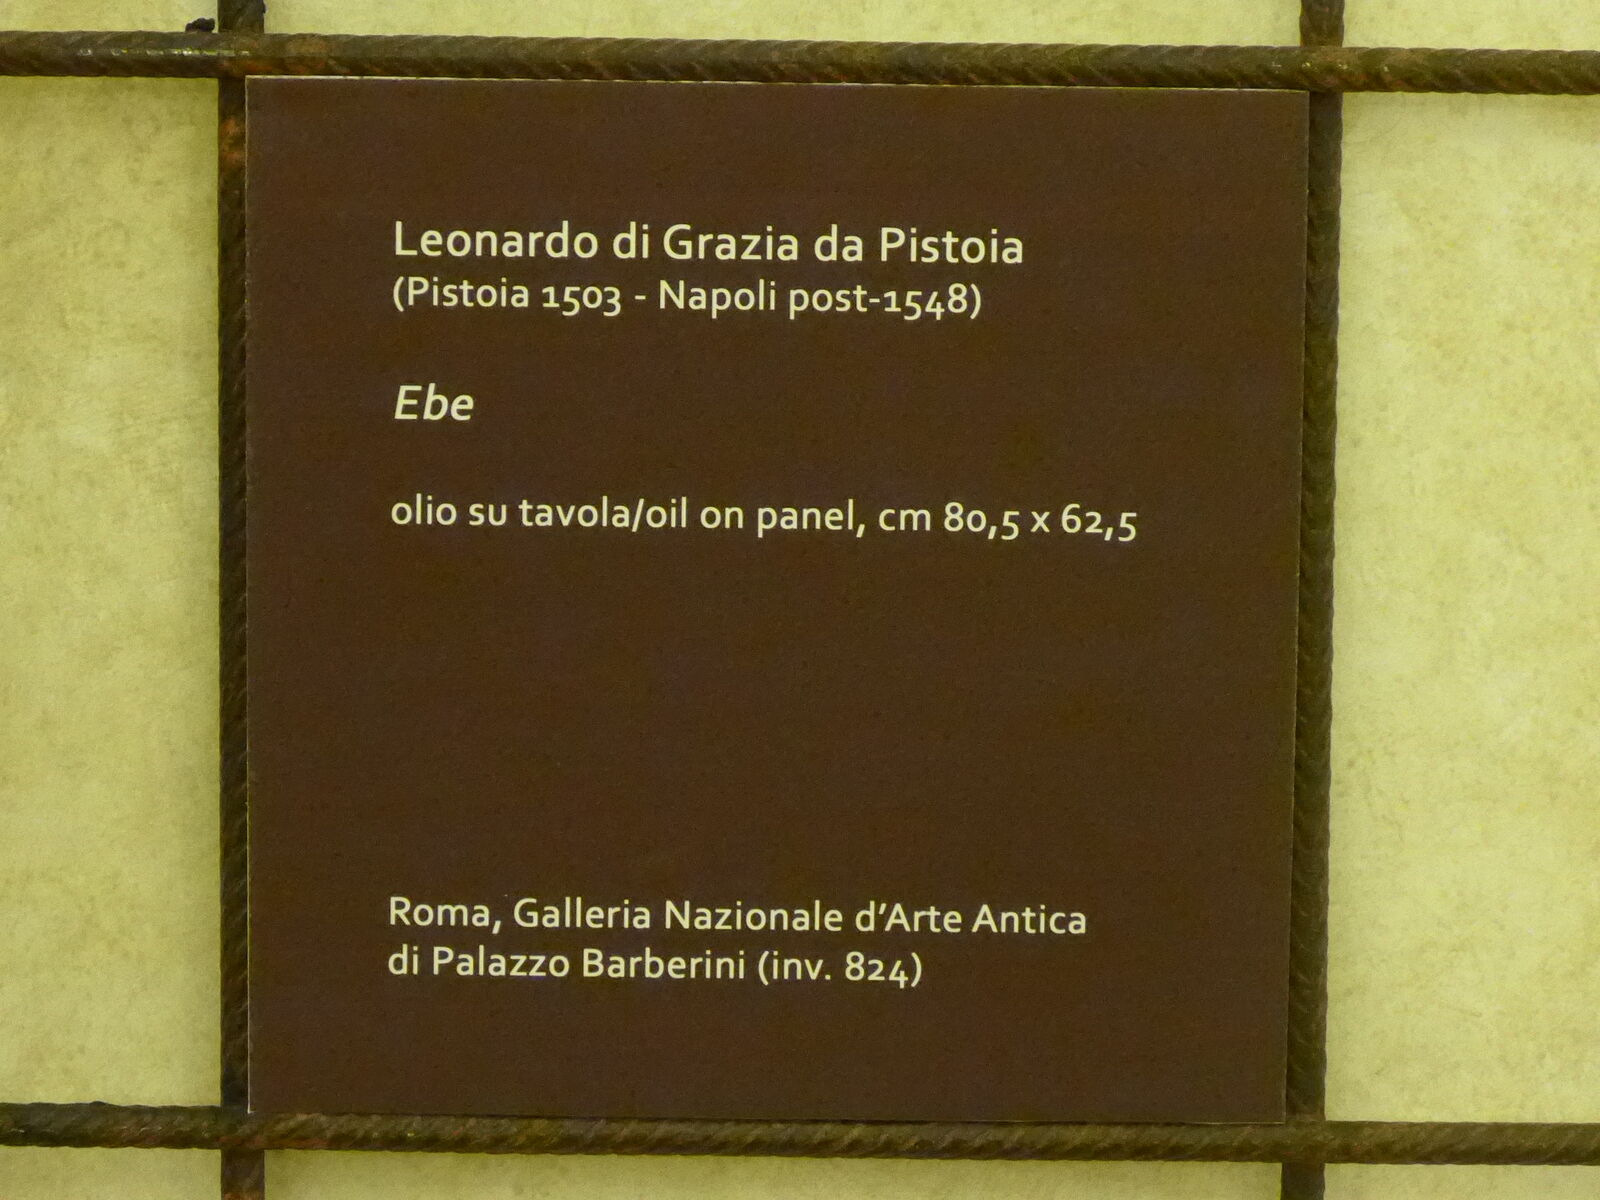 Leonardo di Grazia da Pistoia
(Pistoia 1503 - Napoli post-1548)
Ebe
olio su tavola/oil on panel, cm 80,5 x 62,5
Roma, Galleria Nazionale d’Arte Antica
di Palazzo Barberini (inv. 824)